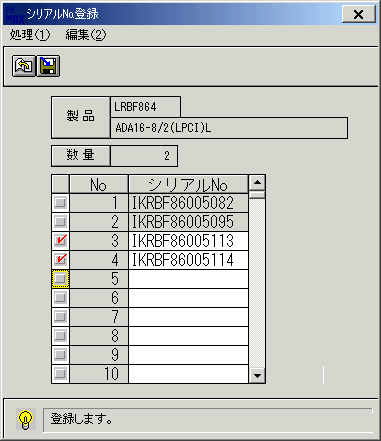 シリアルNo.登録
処理(1) 編集(2)
製品 LRBF864
ADA16-8/2(LPCI)L
数量 2
No シリアルNo
1 IKRBF86005082
2 IKRBF86005095
3 IKRBF86005113
4 IKRBF86005114
5
6
7
8
9
10
登録します。